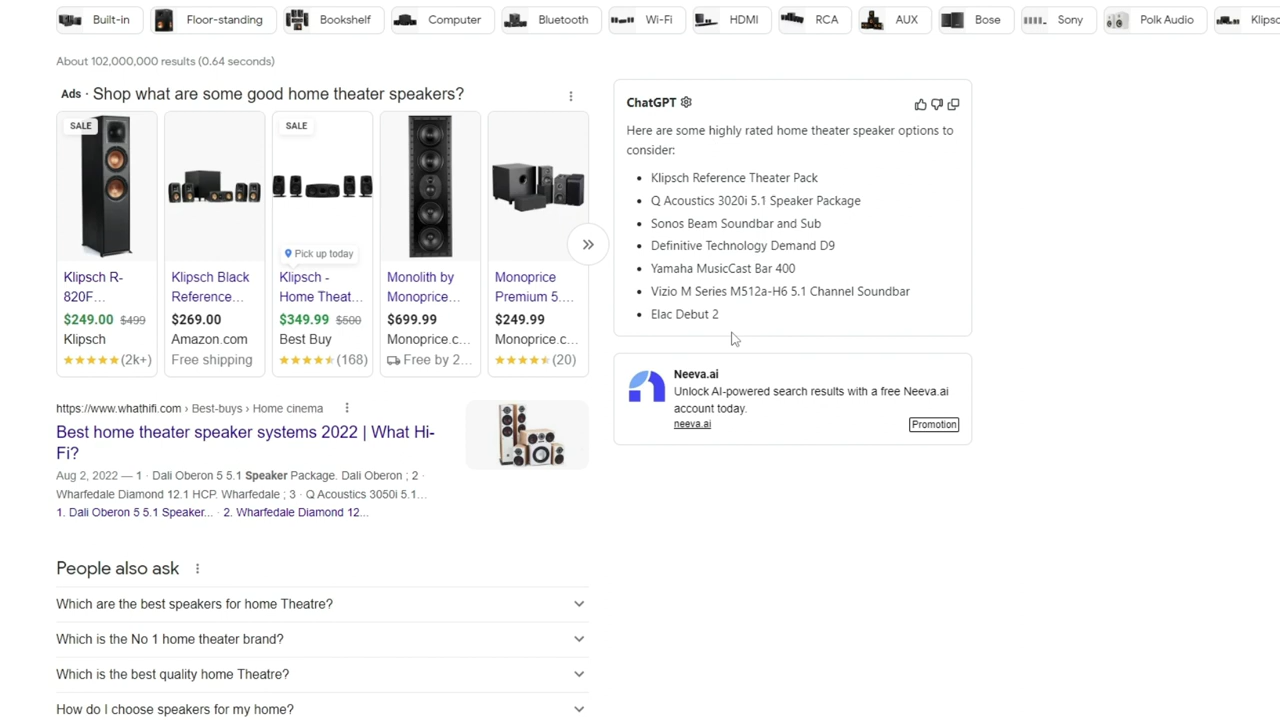 Built-in
Floor-standing
Bookshelf
Computer
Bluetooth
Wi-Fi
HDMI
RCA
AUX
Bose
Sony
Polk Audio
Klipsc
About 102,000,000 results (0.64 seconds)
Ads · Shop what are some good home theater speakers?
SALE
Klipsch R-
820F...
$249.00 $499
Klipsch
(2k+)
Klipsch Black
Reference...
$269.00
Amazon.com
Free shipping
SALE
Pick up today
Klipsch -
Home Theat...
$349.99 $500
Best Buy
(168)
Monolith by
Monoprice...
$699.99
Monoprice.c...
Free by 2...
Monoprice
Premium 5....
$249.99
Monoprice.c...
(20)
https://www.whathifi.com › Best-buys › Home cinema
Best home theater speaker systems 2022 | What Hi-
Fi?
Aug 2, 2022 — 1 · Dali Oberon 5 5.1 Speaker Package. Dali Oberon ; 2 ·
Wharfedale Diamond 12.1 HCP. Wharfedale ; 3 · Q Acoustics 3050i 5.1...
1. Dali Oberon 5 5.1 Speaker... · 2. Wharfedale Diamond 12...
People also ask
Which are the best speakers for home Theatre?
Which is the No 1 home theater brand?
Which is the best quality home Theatre?
How do I choose speakers for my home?
ChatGPT
Here are some highly rated home theater speaker options to
consider:
• Klipsch Reference Theater Pack
• Q Acoustics 3020i 5.1 Speaker Package
• Sonos Beam Soundbar and Sub
• Definitive Technology Demand D9
• Yamaha MusicCast Bar 400
• Vizio M Series M512a-H6 5.1 Channel Soundbar
• Elac Debut 2
Neeva.ai
Unlock AI-powered search results with a free Neeva.ai
account today.
neeva.ai
Promotion